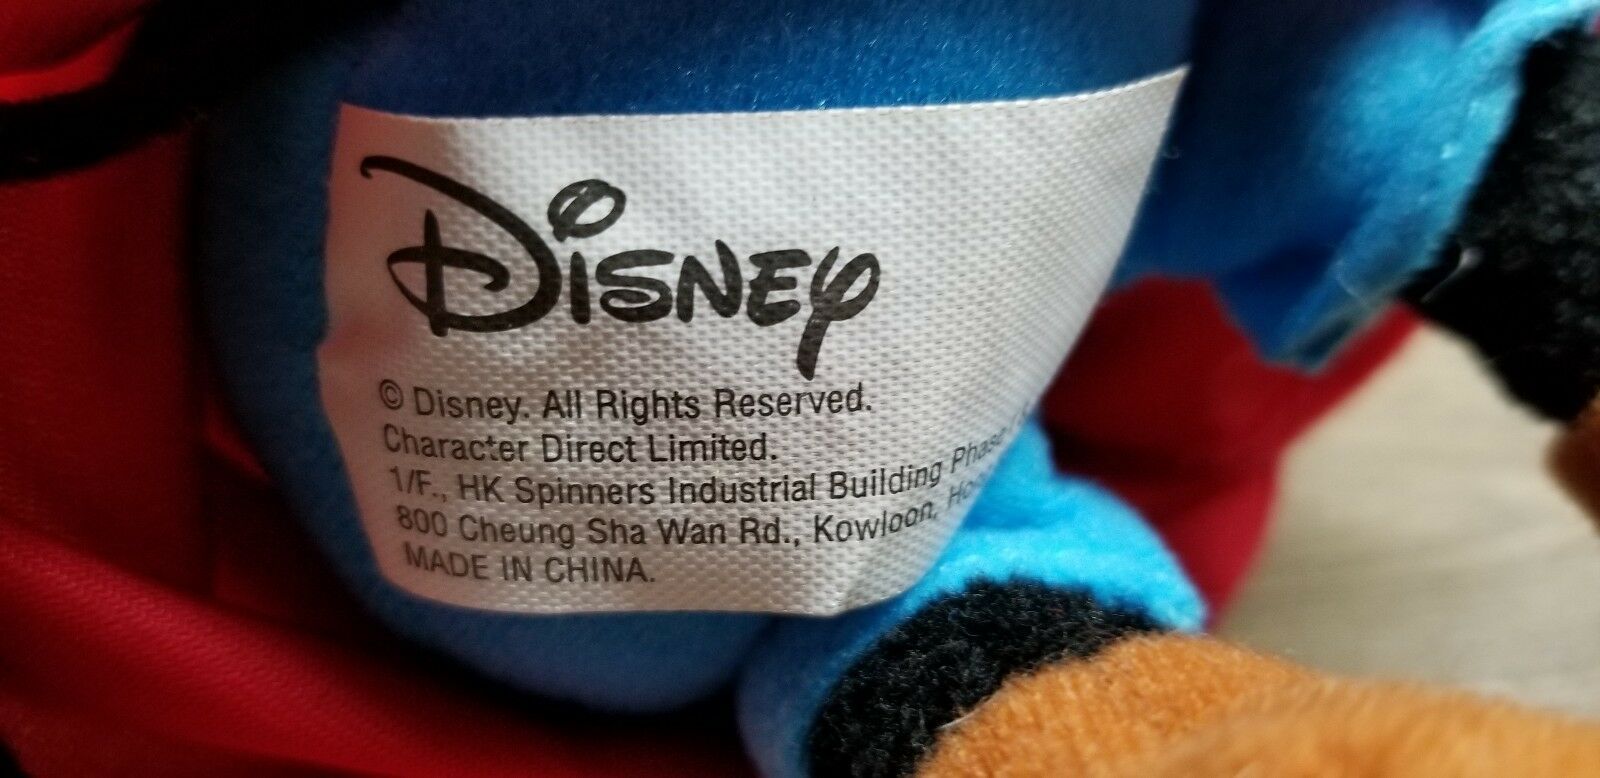 Disney
© Disney. All Rights Reserved.
Character Direct Limited.
1/F., HK Spinners Industrial Building Phase
800 Cheung Sha Wan Rd., Kowloon,
MADE IN CHINA.